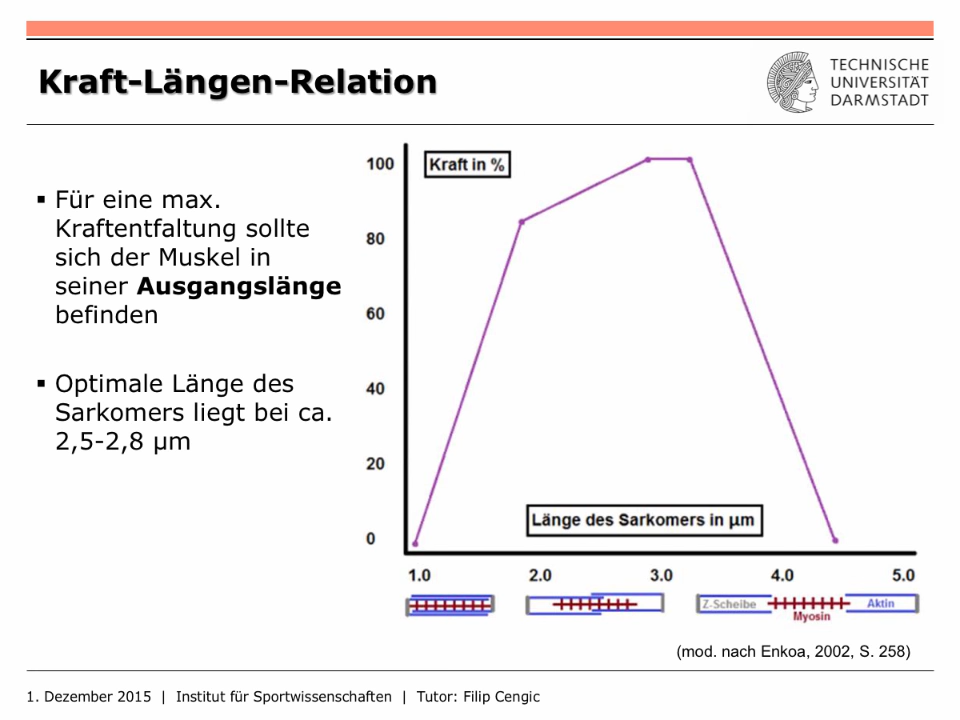 Kraft-Längen-Relation
TECHNISCHE
UNIVERSITÄT
DARMSTADT
▪ Für eine max.
Kraftentfaltung sollte
sich der Muskel in
seiner Ausgangslänge
befinden
▪ Optimale Länge des
Sarkomers liegt bei ca.
2,5-2,8 µm
Kraft in %
100
80
60
40
20
0
Länge des Sarkomers in µm
1.0 2.0 3.0 4.0 5.0
Z-Scheibe Aktin
Myosin
(mod. nach Enkoa, 2002, S. 258)
1. Dezember 2015 | Institut für Sportwissenschaften | Tutor: Filip Cengic